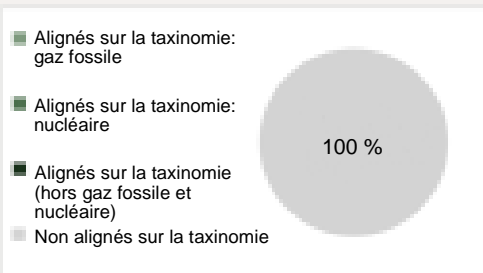 Alignés sur la taxinomie:
gaz fossile
Alignés sur la taxinomie:
nucléaire
Alignés sur la taxinomie
(hors gaz fossile et
nucléaire)
Non alignés sur la taxinomie
100 %